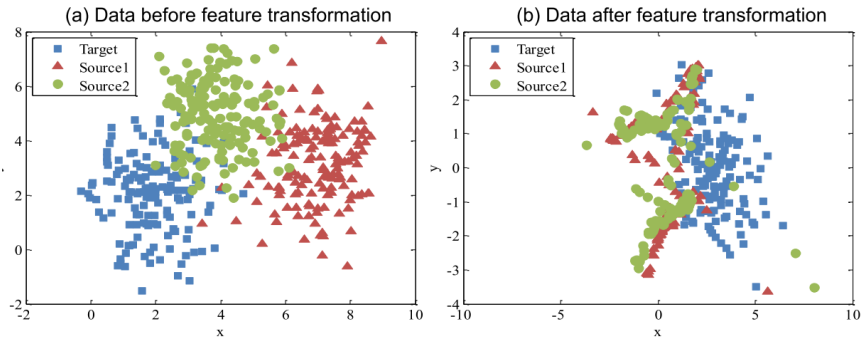 (a) Data before feature transformation
(b) Data after feature transformation
8
6
4
2
0
-2
Target
Source1
Source2
-2 0 2 4 6 8 10
x
4
3
2
1
0
-1
-2
-3
-4
y
Target
Source1
Source2
-10 -5 0 5 10
x